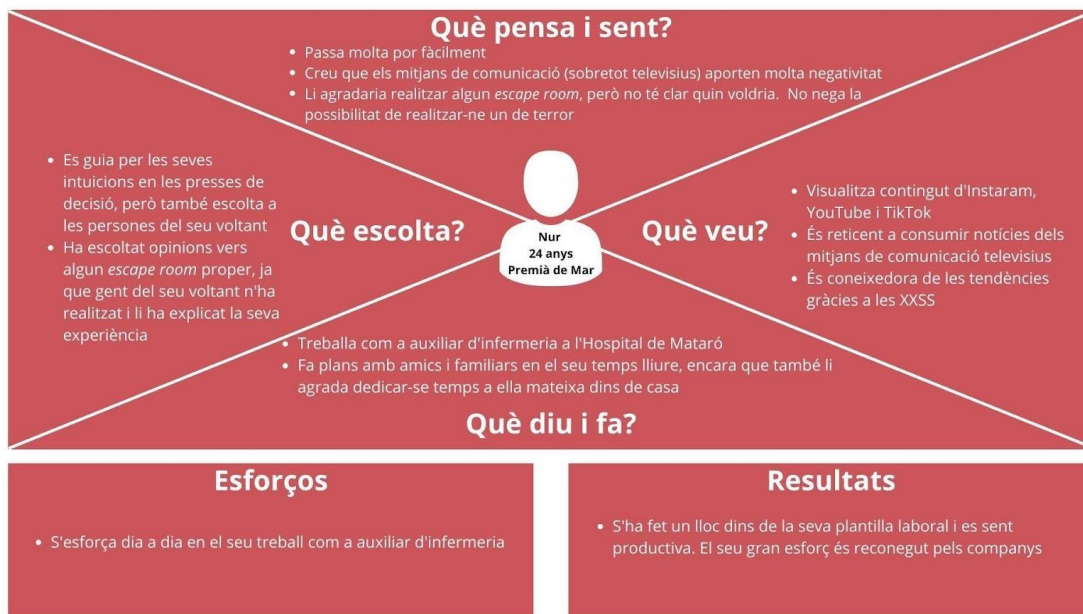 Què pensa i sent?
• Passa molta por fàcilment
• Creu que els mitjans de comunicació (sobretot televisius) aporten molta negativitat
• Li agradaria realitzar algun escape room, però no té clar quin voldria. No nega la
possibilitat de realitzar-ne un de terror
• Es guia per les seves
intuicions en les presses de
decisió, però també escolta a
les persones del seu voltant
• Ha escoltat opinions vers
algun escape room proper, ja
que gent del seu voltant n'ha
realitzat i li ha explicat la seva
experiència
Què escolta?
Nur
24 anys
Premià de Mar
Què veu?
• Visualitza contingut d'Instaram,
YouTube i TikTok
• És reticent a consumir notícies dels
mitjans de comunicació televisius
• És coneixedora de les tendències
gràcies a les XXSS
• Treballa com a auxiliar d'infermeria a l'Hospital de Mataró
• Fa plans amb amics i familiars en el seu temps lliure, encara que també li
agrada dedicar-se temps a ella mateixa dins de casa
Què diu i fa?
Esforços
• S'esforça dia a dia en el seu treball com a auxiliar d'infermeria
Resultats
• S'ha fet un lloc dins de la seva plantilla laboral i es sent
productiva. El seu gran esforç és reconegut pels companys